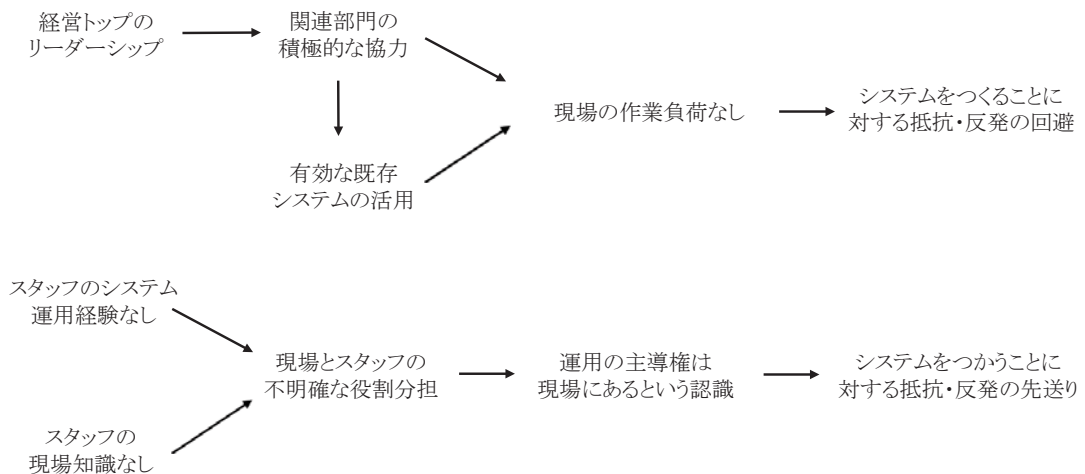 経営トップの
リーダーシップ
関連部門の
積極的な協力
有効な既存
システムの活用
現場の作業負荷なし
システムをつくることに
対する抵抗・反発の回避
スタッフのシステム
運用経験なし
スタッフの
現場知識なし
現場とスタッフの
不明確な役割分担
運用の主導権は
現場にあるという認識
システムをつかうことに
対する抵抗・反発の先送り